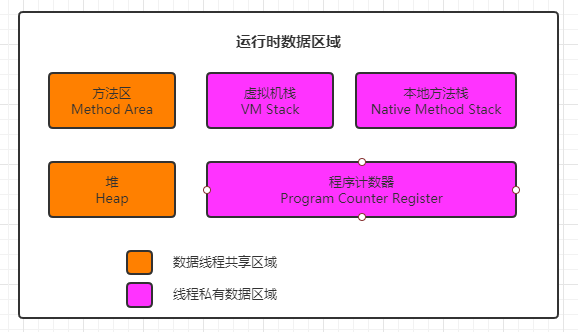 运行时数据区域
方法区
Method Area
虚拟机栈
VM Stack
本地方法栈
Native Method Stack
堆
Heap
程序计数器
Program Counter Register
数据线程共享区域
线程私有数据区域